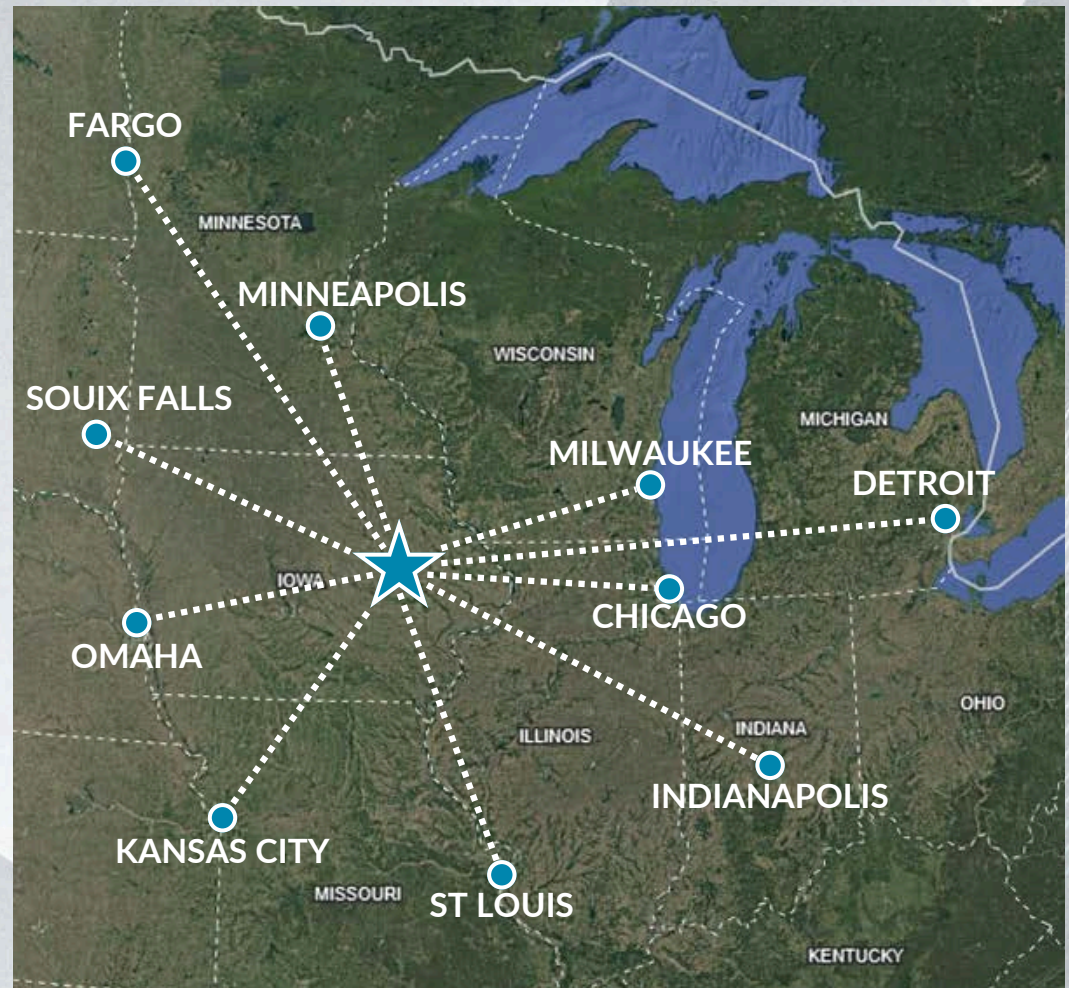 FARGO
MINNESOTA
MINNEAPOLIS
WISCONSIN
SOUIX FALLS
MICHIGAN
MILWAUKEE
DETROIT
IOWA
CHICAGO
OMAHA
OHIO
ILLINOIS
INDIANA
INDIANAPOLIS
KANSAS CITY
MISSOURI
ST LOUIS
KENTUCKY